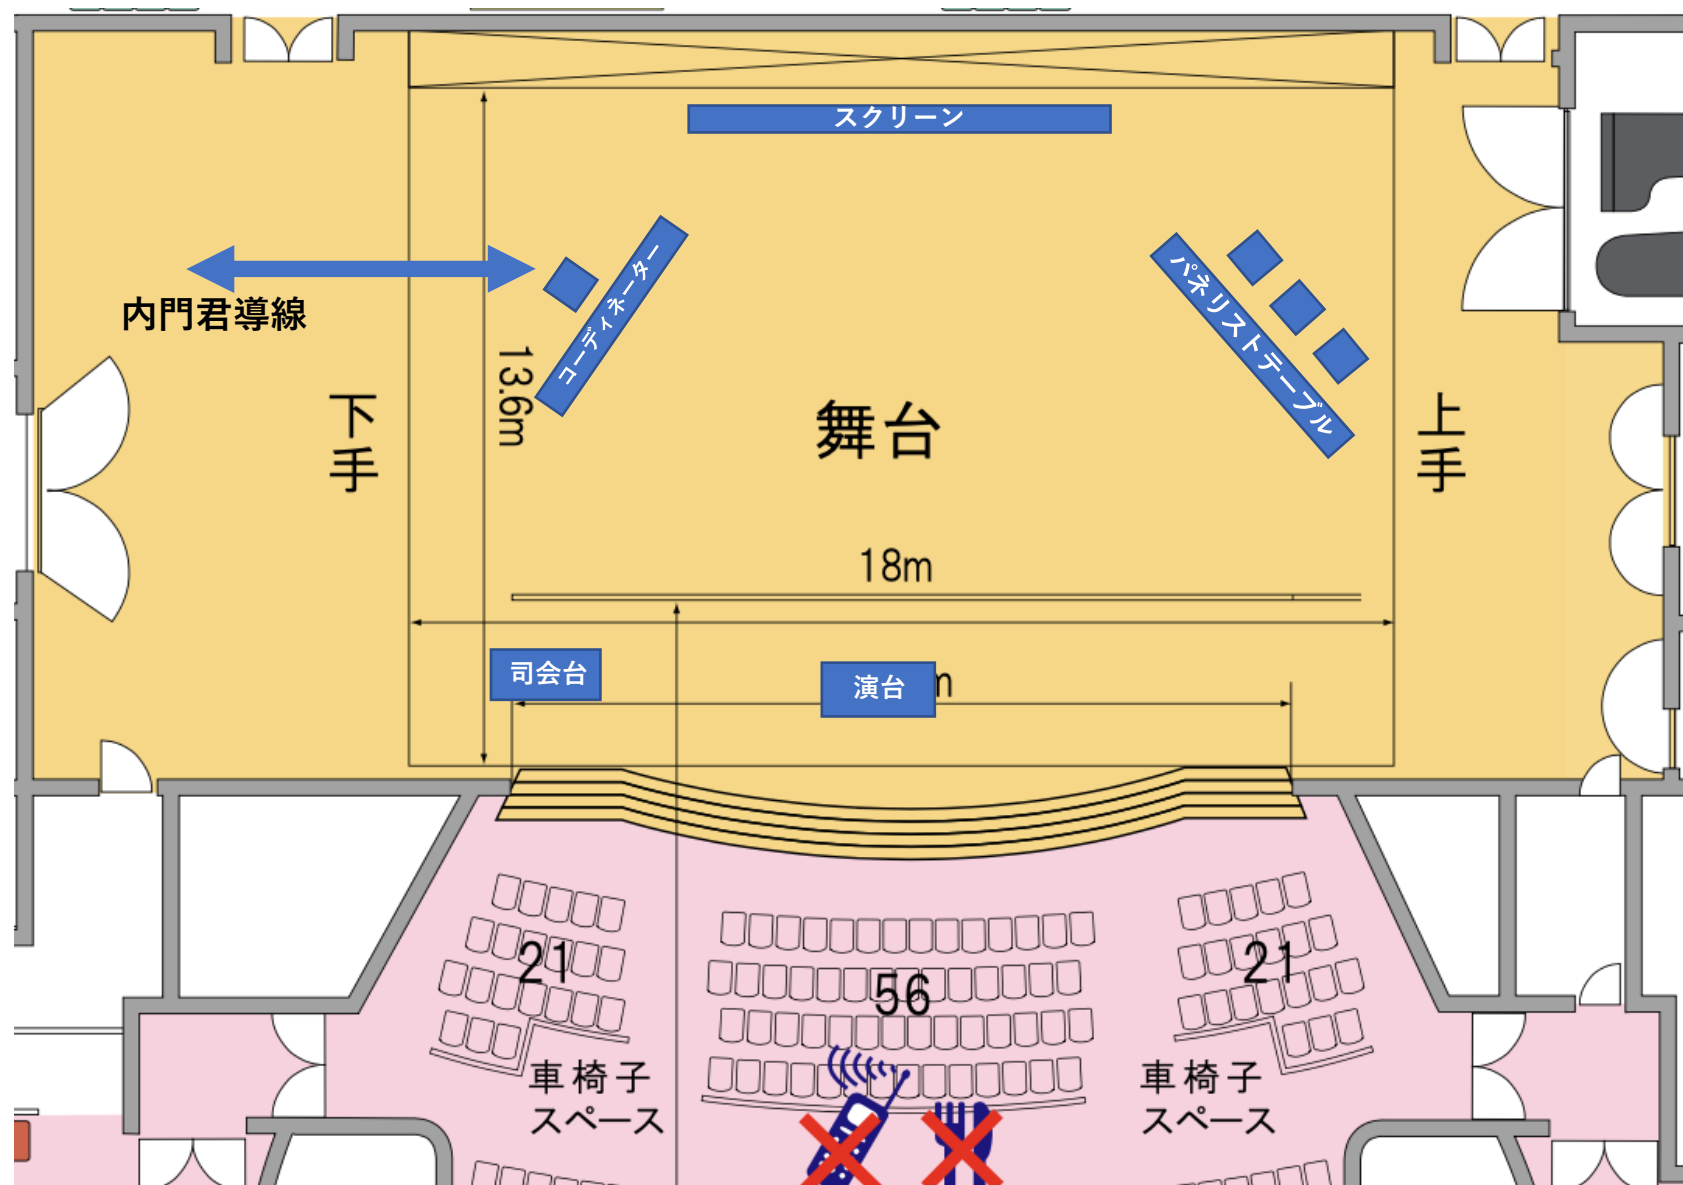 スクリーン
コーディネーター
パネリストテーブル
内門君導線
13.6m
下手
舞台
上手
18m
司会台
演台
m
21
56
21
車椅子
スペース
車椅子
スペース